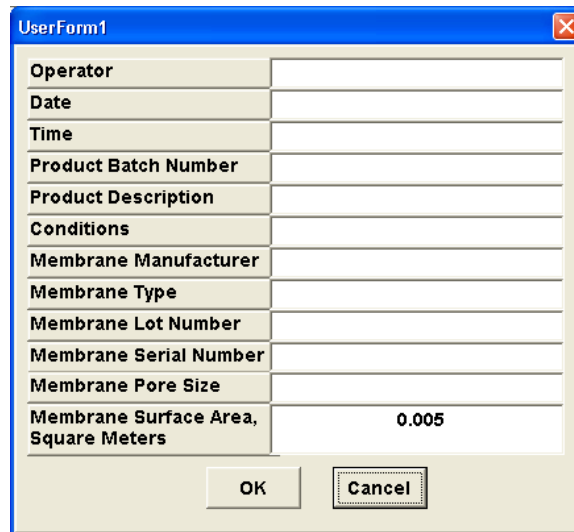 UserForm1
Operator
Date
Time
Product Batch Number
Product Description
Conditions
Membrane Manufacturer
Membrane Type
Membrane Lot Number
Membrane Serial Number
Membrane Pore Size
Membrane Surface Area,
Square Meters
0.005
OK
Cancel